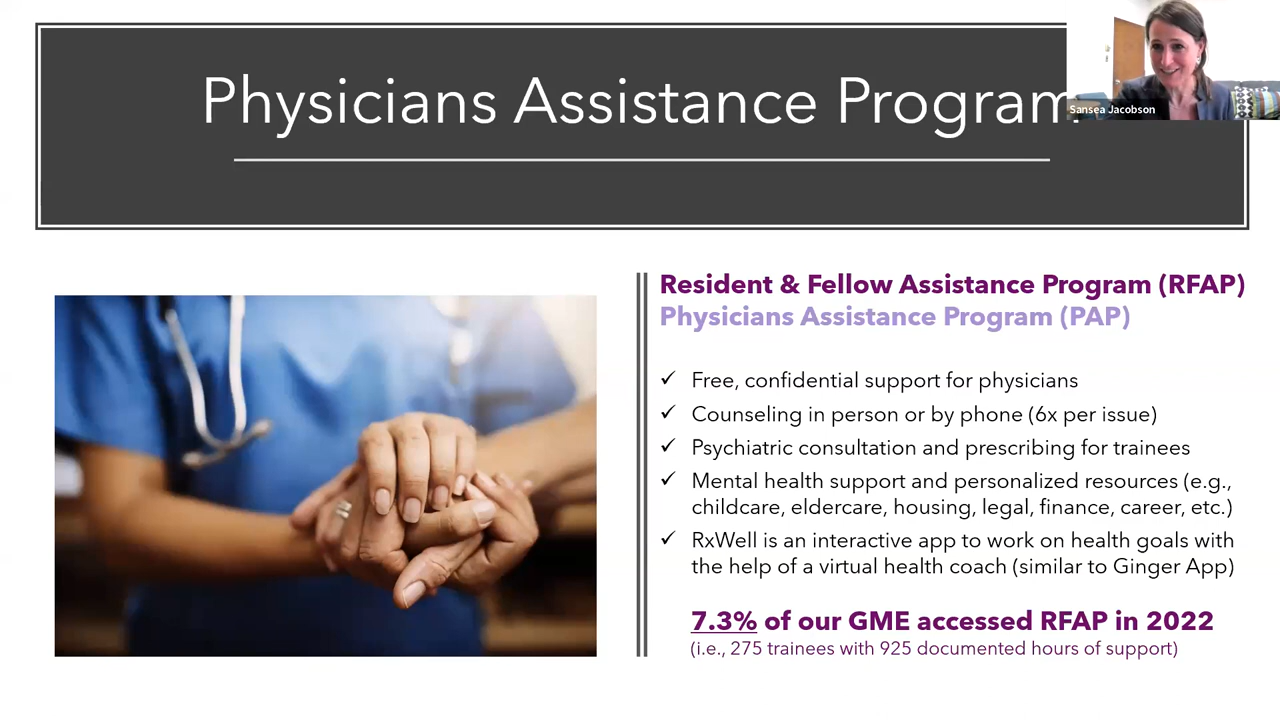 Physicians Assistance Program
Sansea Jacobson
Resident & Fellow Assistance Program (RFAP)
Physicians Assistance Program (PAP)
✓ Free, confidential support for physicians
✓ Counseling in person or by phone (6x per issue)
✓ Psychiatric consultation and prescribing for trainees
✓ Mental health support and personalized resources (e.g.,
childcare, eldercare, housing, legal, finance, career, etc.)
✓ RxWell is an interactive app to work on health goals with
the help of a virtual health coach (similar to Ginger App)
7.3% of our GME accessed RFAP in 2022
(i.e., 275 trainees with 925 documented hours of support)